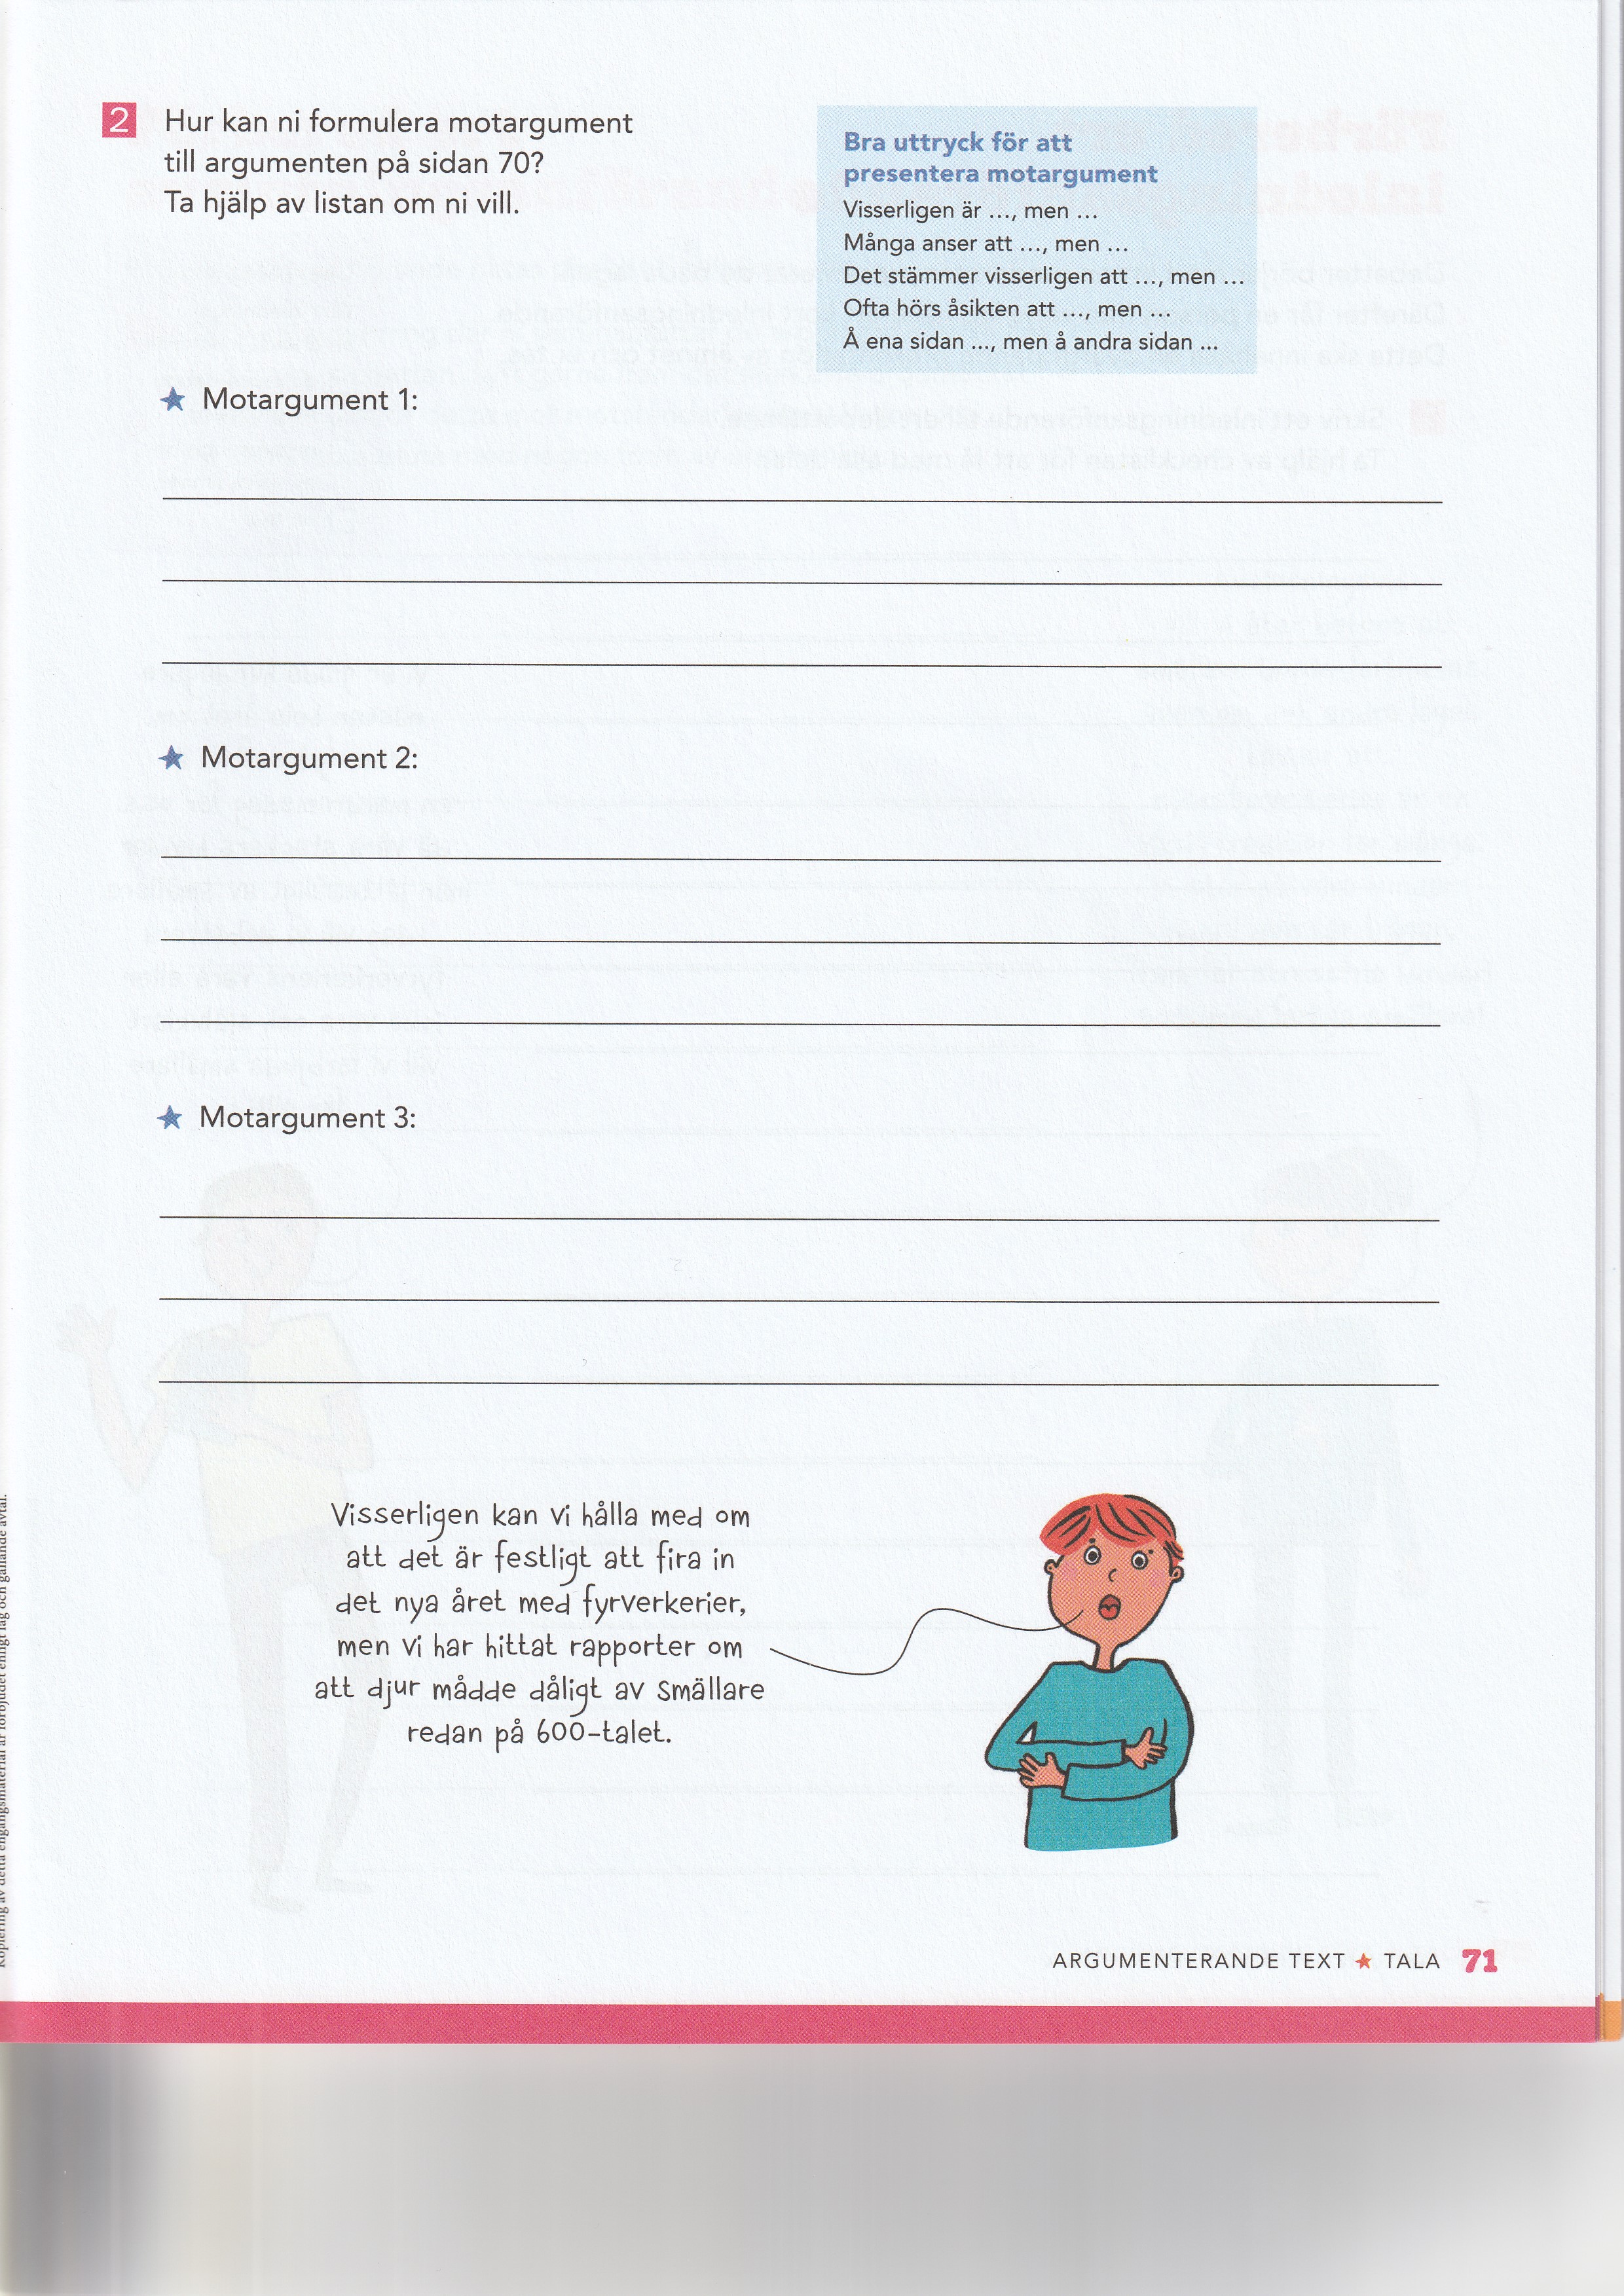 2 Hur kan ni formulera motargument
till argumenten på sidan 70?
Ta hjälp av listan om ni vill.
Bra uttryck för att
presentera motargument
Visserligen är ..., men ...
Många anser att ..., men ...
Det stämmer visserligen att ..., men ...
Ofta hörs åsikten att ..., men ...
Å ena sidan ..., men å andra sidan ...
★ Motargument 1:
★ Motargument 2:
★ Motargument 3:
Visserligen kan vi hålla med om
att det är festligt att fira in
det nya året med fyrverkerier,
men vi har hittat rapporter om
att djur mådde dåligt av smällare
redan på 600-talet.
Kopiering av detta engångsmaterial är förbjudet enligt lag och gällande avtal.
ARGUMENTERANDE TEXT ★ TALA 71